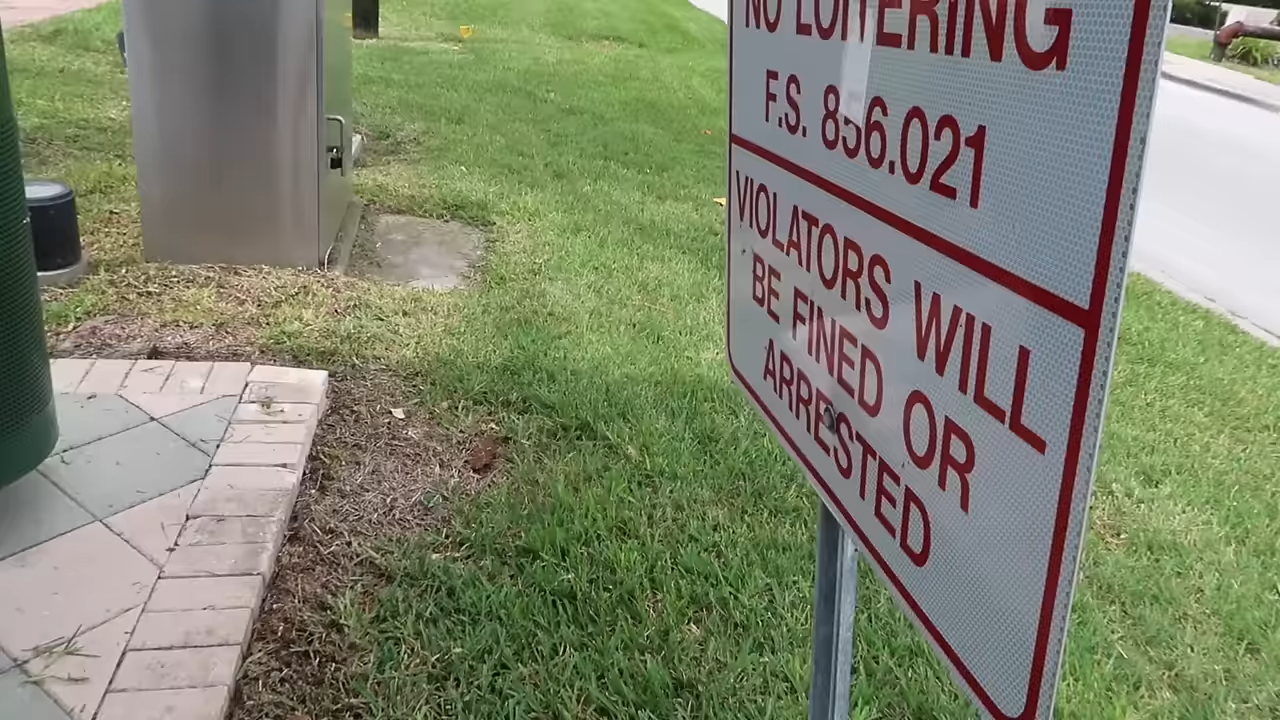 NO LOITERING
F.S. 856.021
VIOLATORS WILL
BE FINED OR
ARRESTED